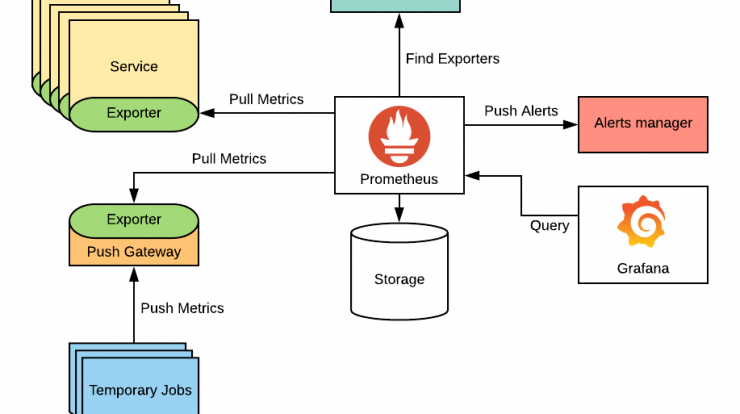 Find Exporters
Service
Pull Metrics
Exporter
Push Alerts
Alerts manager
Pull Metrics
Prometheus
Exporter
Query
Push Gateway
Grafana
Storage
Push Metrics
Temporary Jobs